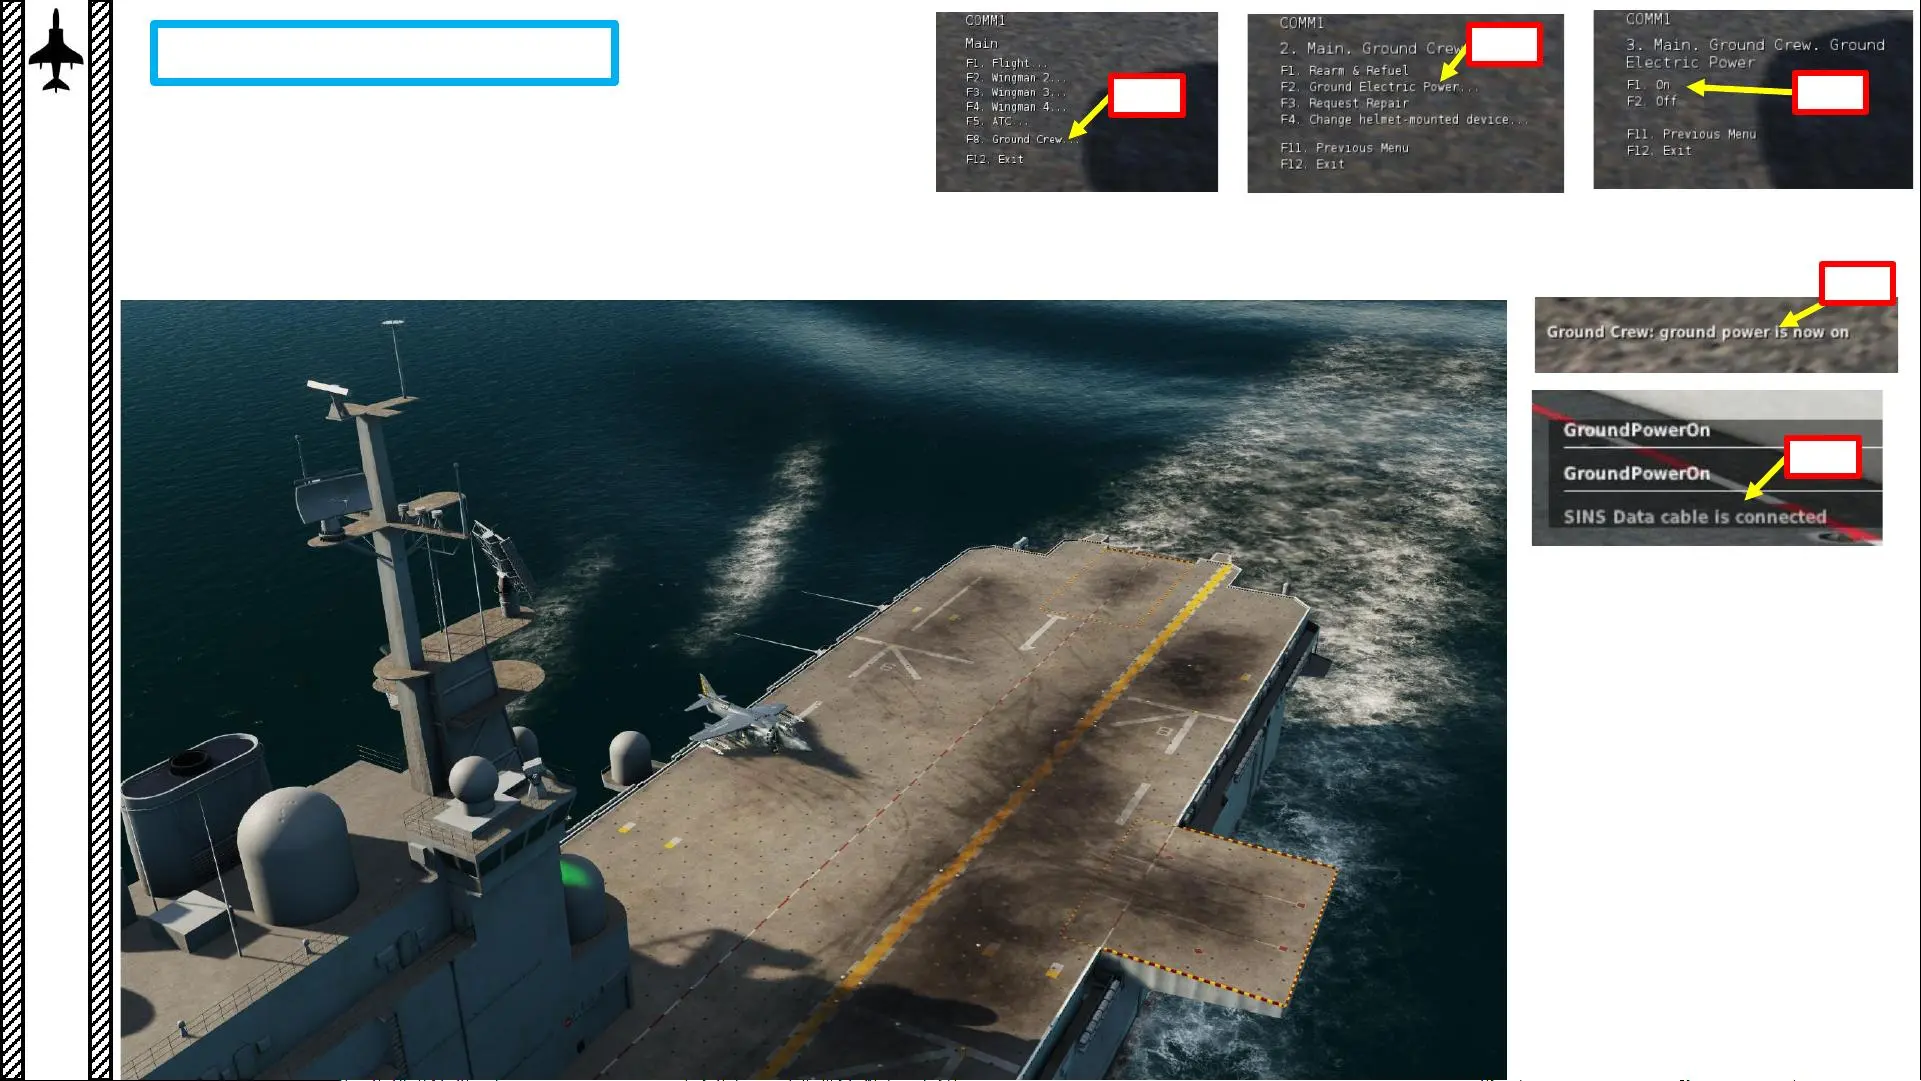 COMM1
Main
F1. Flight...
F2. Wingman 2...
F3. Wingman 3...
F4. Wingman 4...
F5. ATC...
F8. Ground Crew...
F12. Exit
COMM1
2. Main. Ground Crew
F1. Rearm & Refuel
F2. Ground Electric Power...
F3. Request Repair
F4. Change helmet-mounted device...
F11. Previous Menu
F12. Exit
COMM1
3. Main. Ground Crew. Ground
Electric Power
F1. On
F2. Off
F11. Previous Menu
F12. Exit
Ground Crew: ground power is now on
GroundPowerOn
GroundPowerOn
SINS Data cable is connected